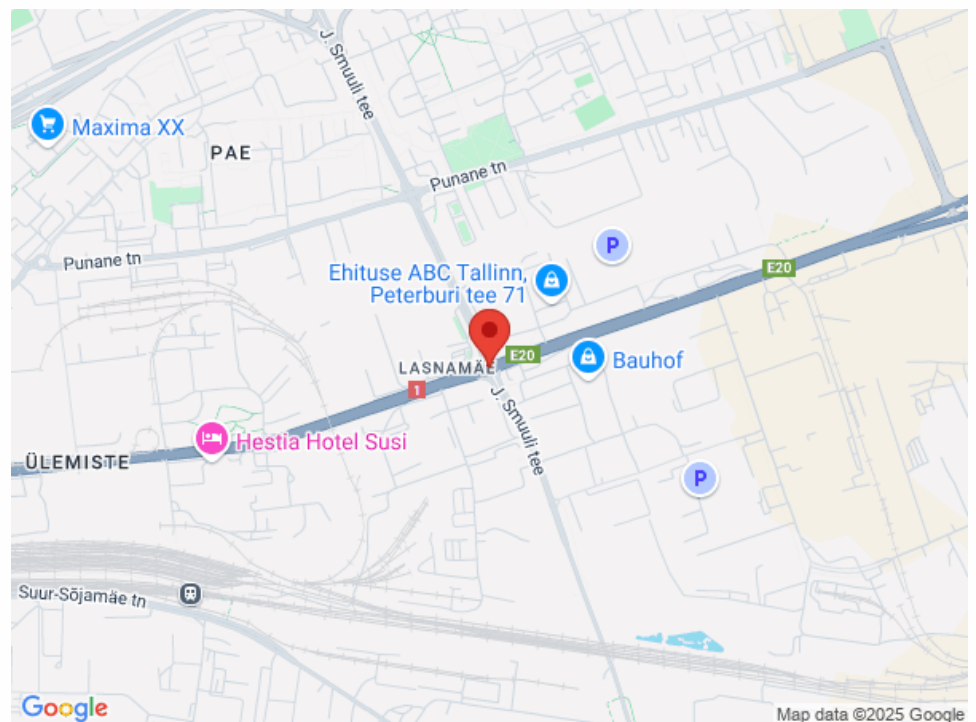 J. Smuuli tee
Maxima XX
PAE
Punane tn
Punane tn
Ehituse ABC Tallinn,
Peterburi tee 71
P
E20
E20
LASNAMÄE
Bauhof
1
J. Smuuli tee
Hestia Hotel Susi
ÜLEMISTE
P
Suur-Sõjamäe tn
Google
Map data ©2025 Google